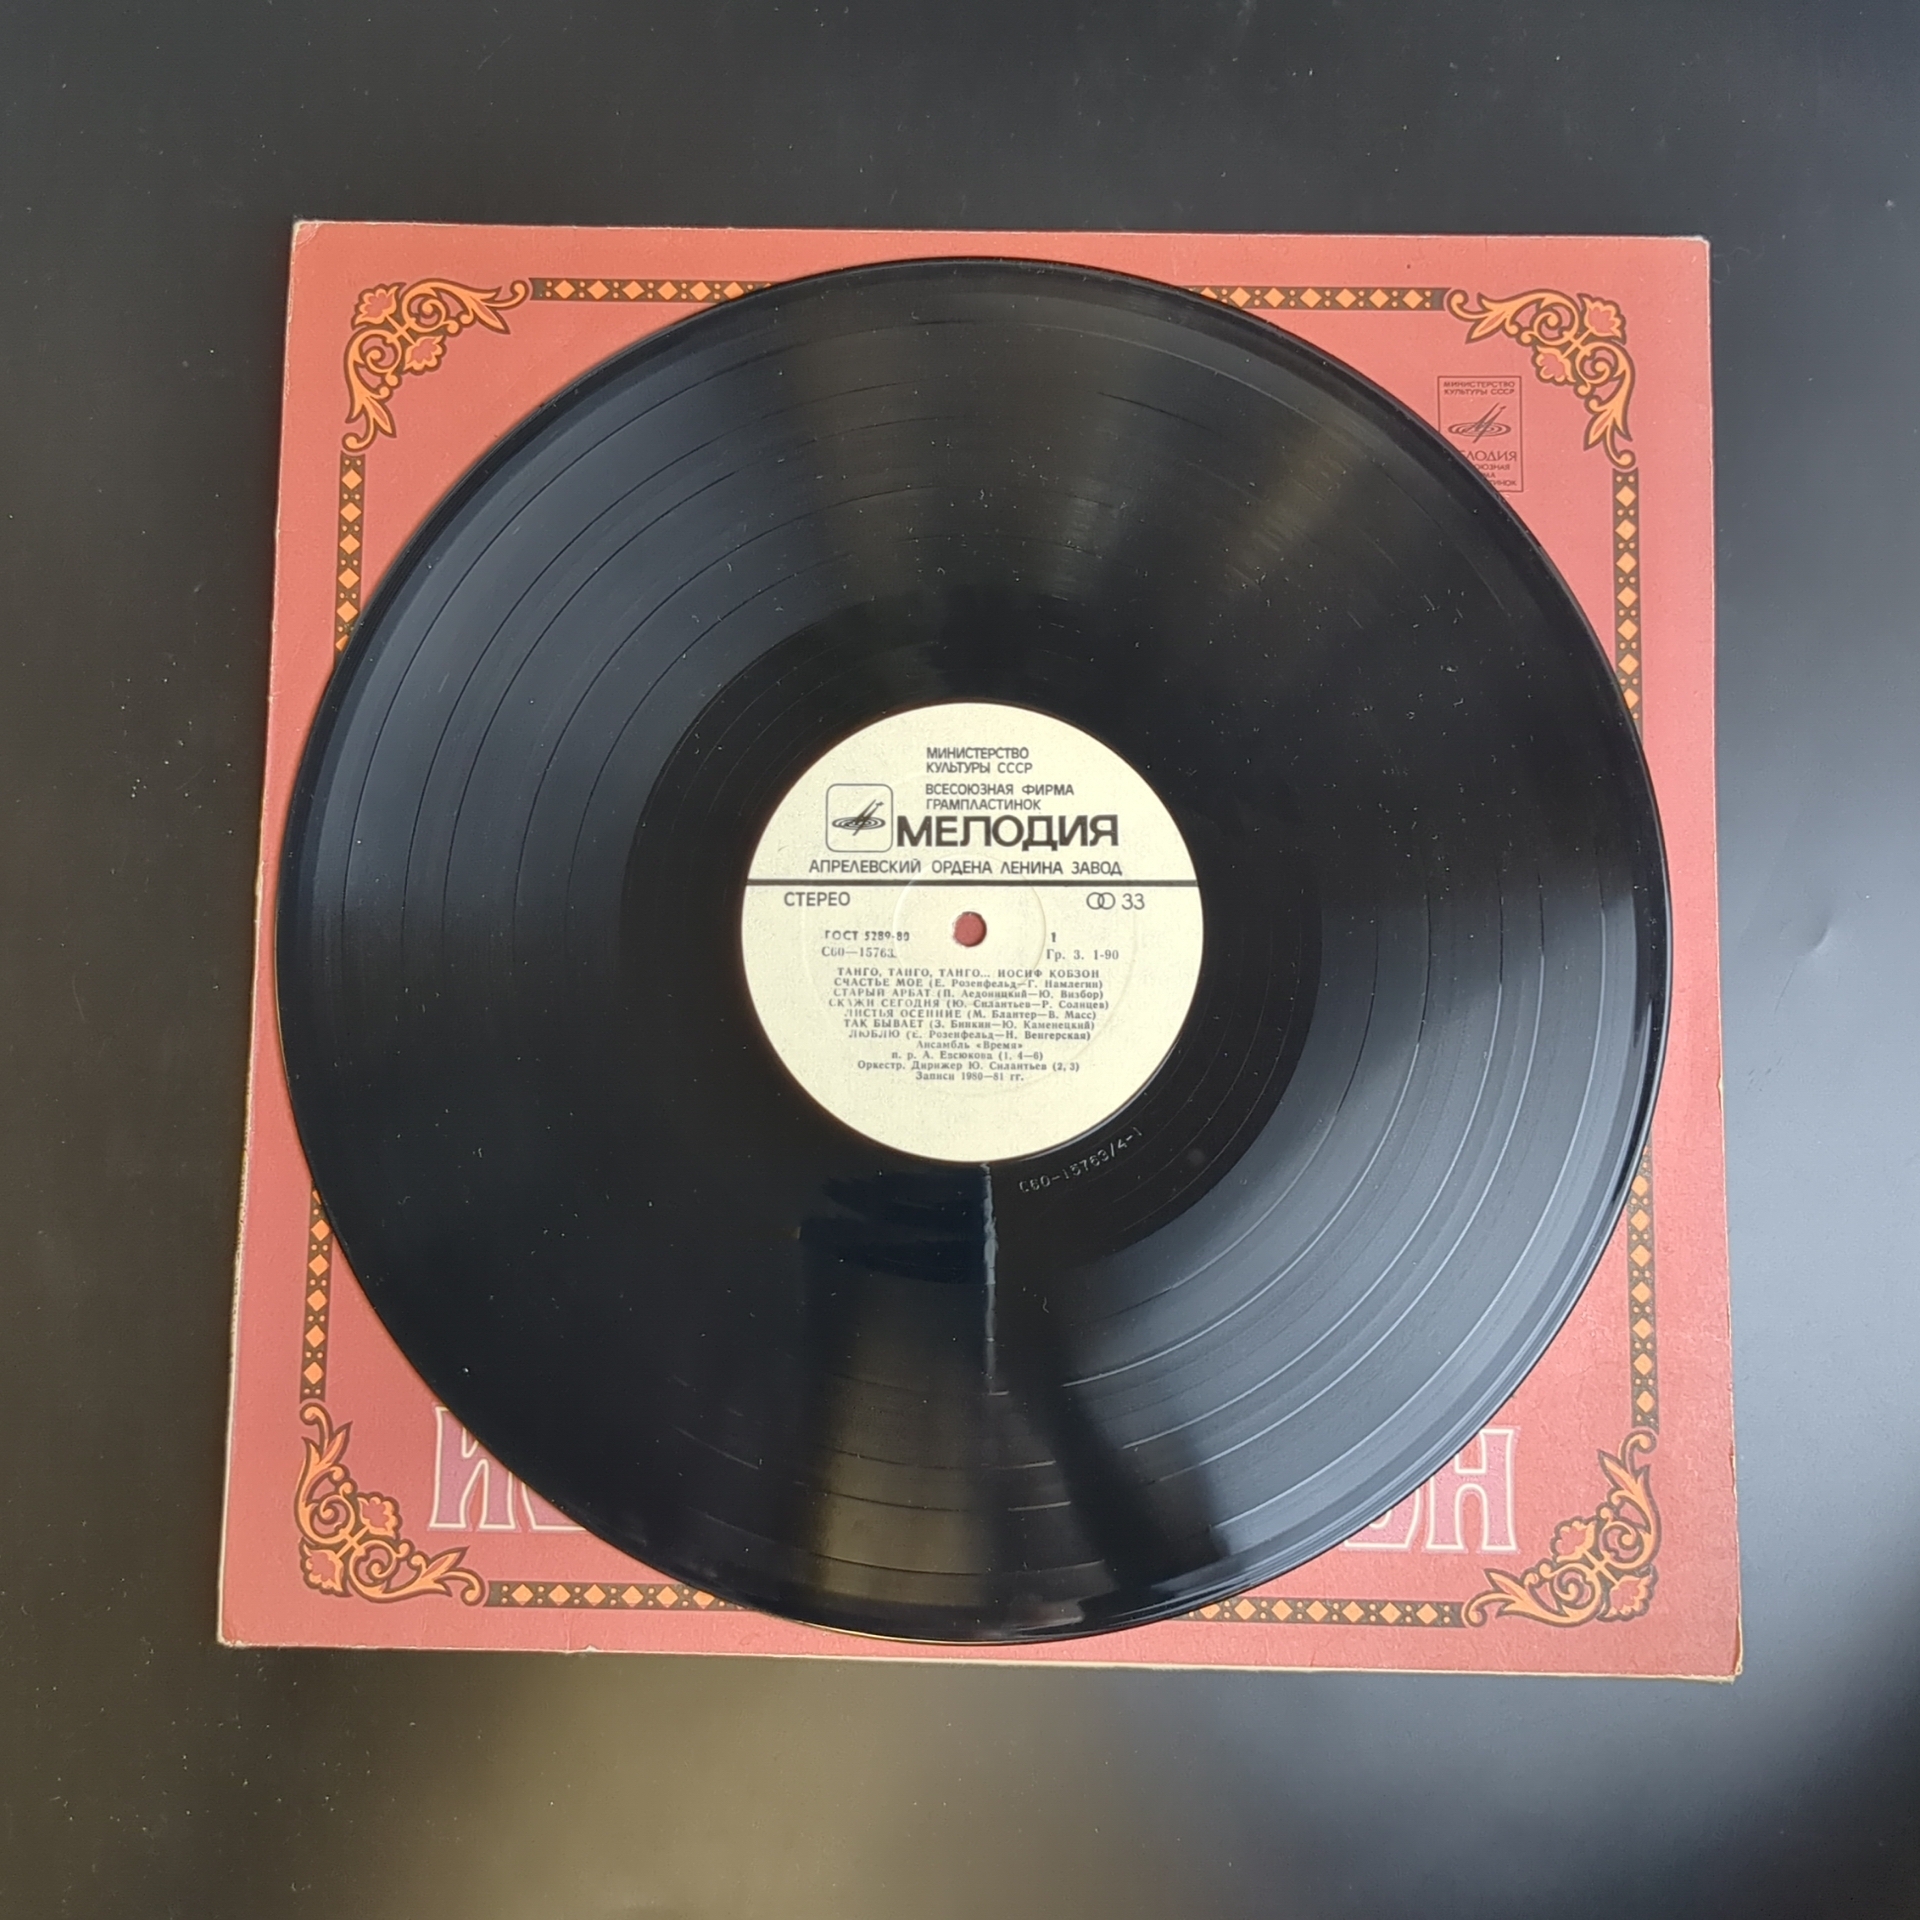 МИНИСТЕРСТВО
КУЛЬТУРЫ СССР
МИНИСТЕРСТВО
КУЛЬТУРЫ СССР
ВСЕСОЮЗНАЯ ФИРМА
ГРАМПЛАСТИНОК
МЕЛОДИЯ
АПРЕЛЕВСКИЙ ОРДЕНА ЛЕНИНА ЗАВОД
СТЕРЕО 33
ГОСТ 5289-80 1
С60—15763 Гр. 3. 1-90
ТАНГО, ТАНГО, ТАНГО... ИОСИФ КОБЗОН
СЧАСТЬЕ МОЕ (Е. Розенфельд—Г. Намлегин)
СТАРЫЙ АРБАТ (П. Ледоницкий—Ю. Визбор)
СКАЖИ СЕГОДНЯ (Ю. Силантьев—Р. Солнцев)
ЛИСТЬЯ ОСЕННИЕ (М. Блантер—В. Масс)
ТАК БЫВАЕТ (З. Бинкин—Ю. Каменецкий)
ЛЮБЛЮ (Е. Розенфельд—Н. Венгерская)
Ансамбль «Время»
п. р. А. Евсюкова (1, 4—6)
Оркестр. Дирижер Ю. Силантьев (2, 3)
Записи 1980—81 гг.
С60-15763/4-1